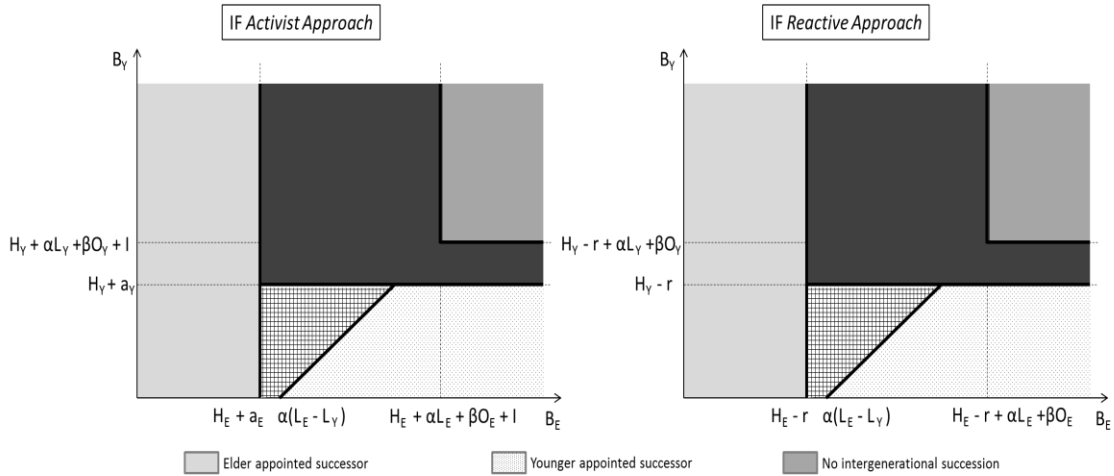 IF Activist Approach
IF Reactive Approach
B_Y
H_Y + αL_Y +βO_Y + I
H_Y + a_Y
H_E + a_E
α(L_E - L_Y)
H_E + αL_E + βO_E + I
B_E
B_Y
H_Y - r + αL_Y +βO_Y
H_Y - r
H_E - r
α(L_E - L_Y)
H_E - r + αL_E +βO_E
B_E
Elder appointed successor
Younger appointed successor
No intergenerational succession